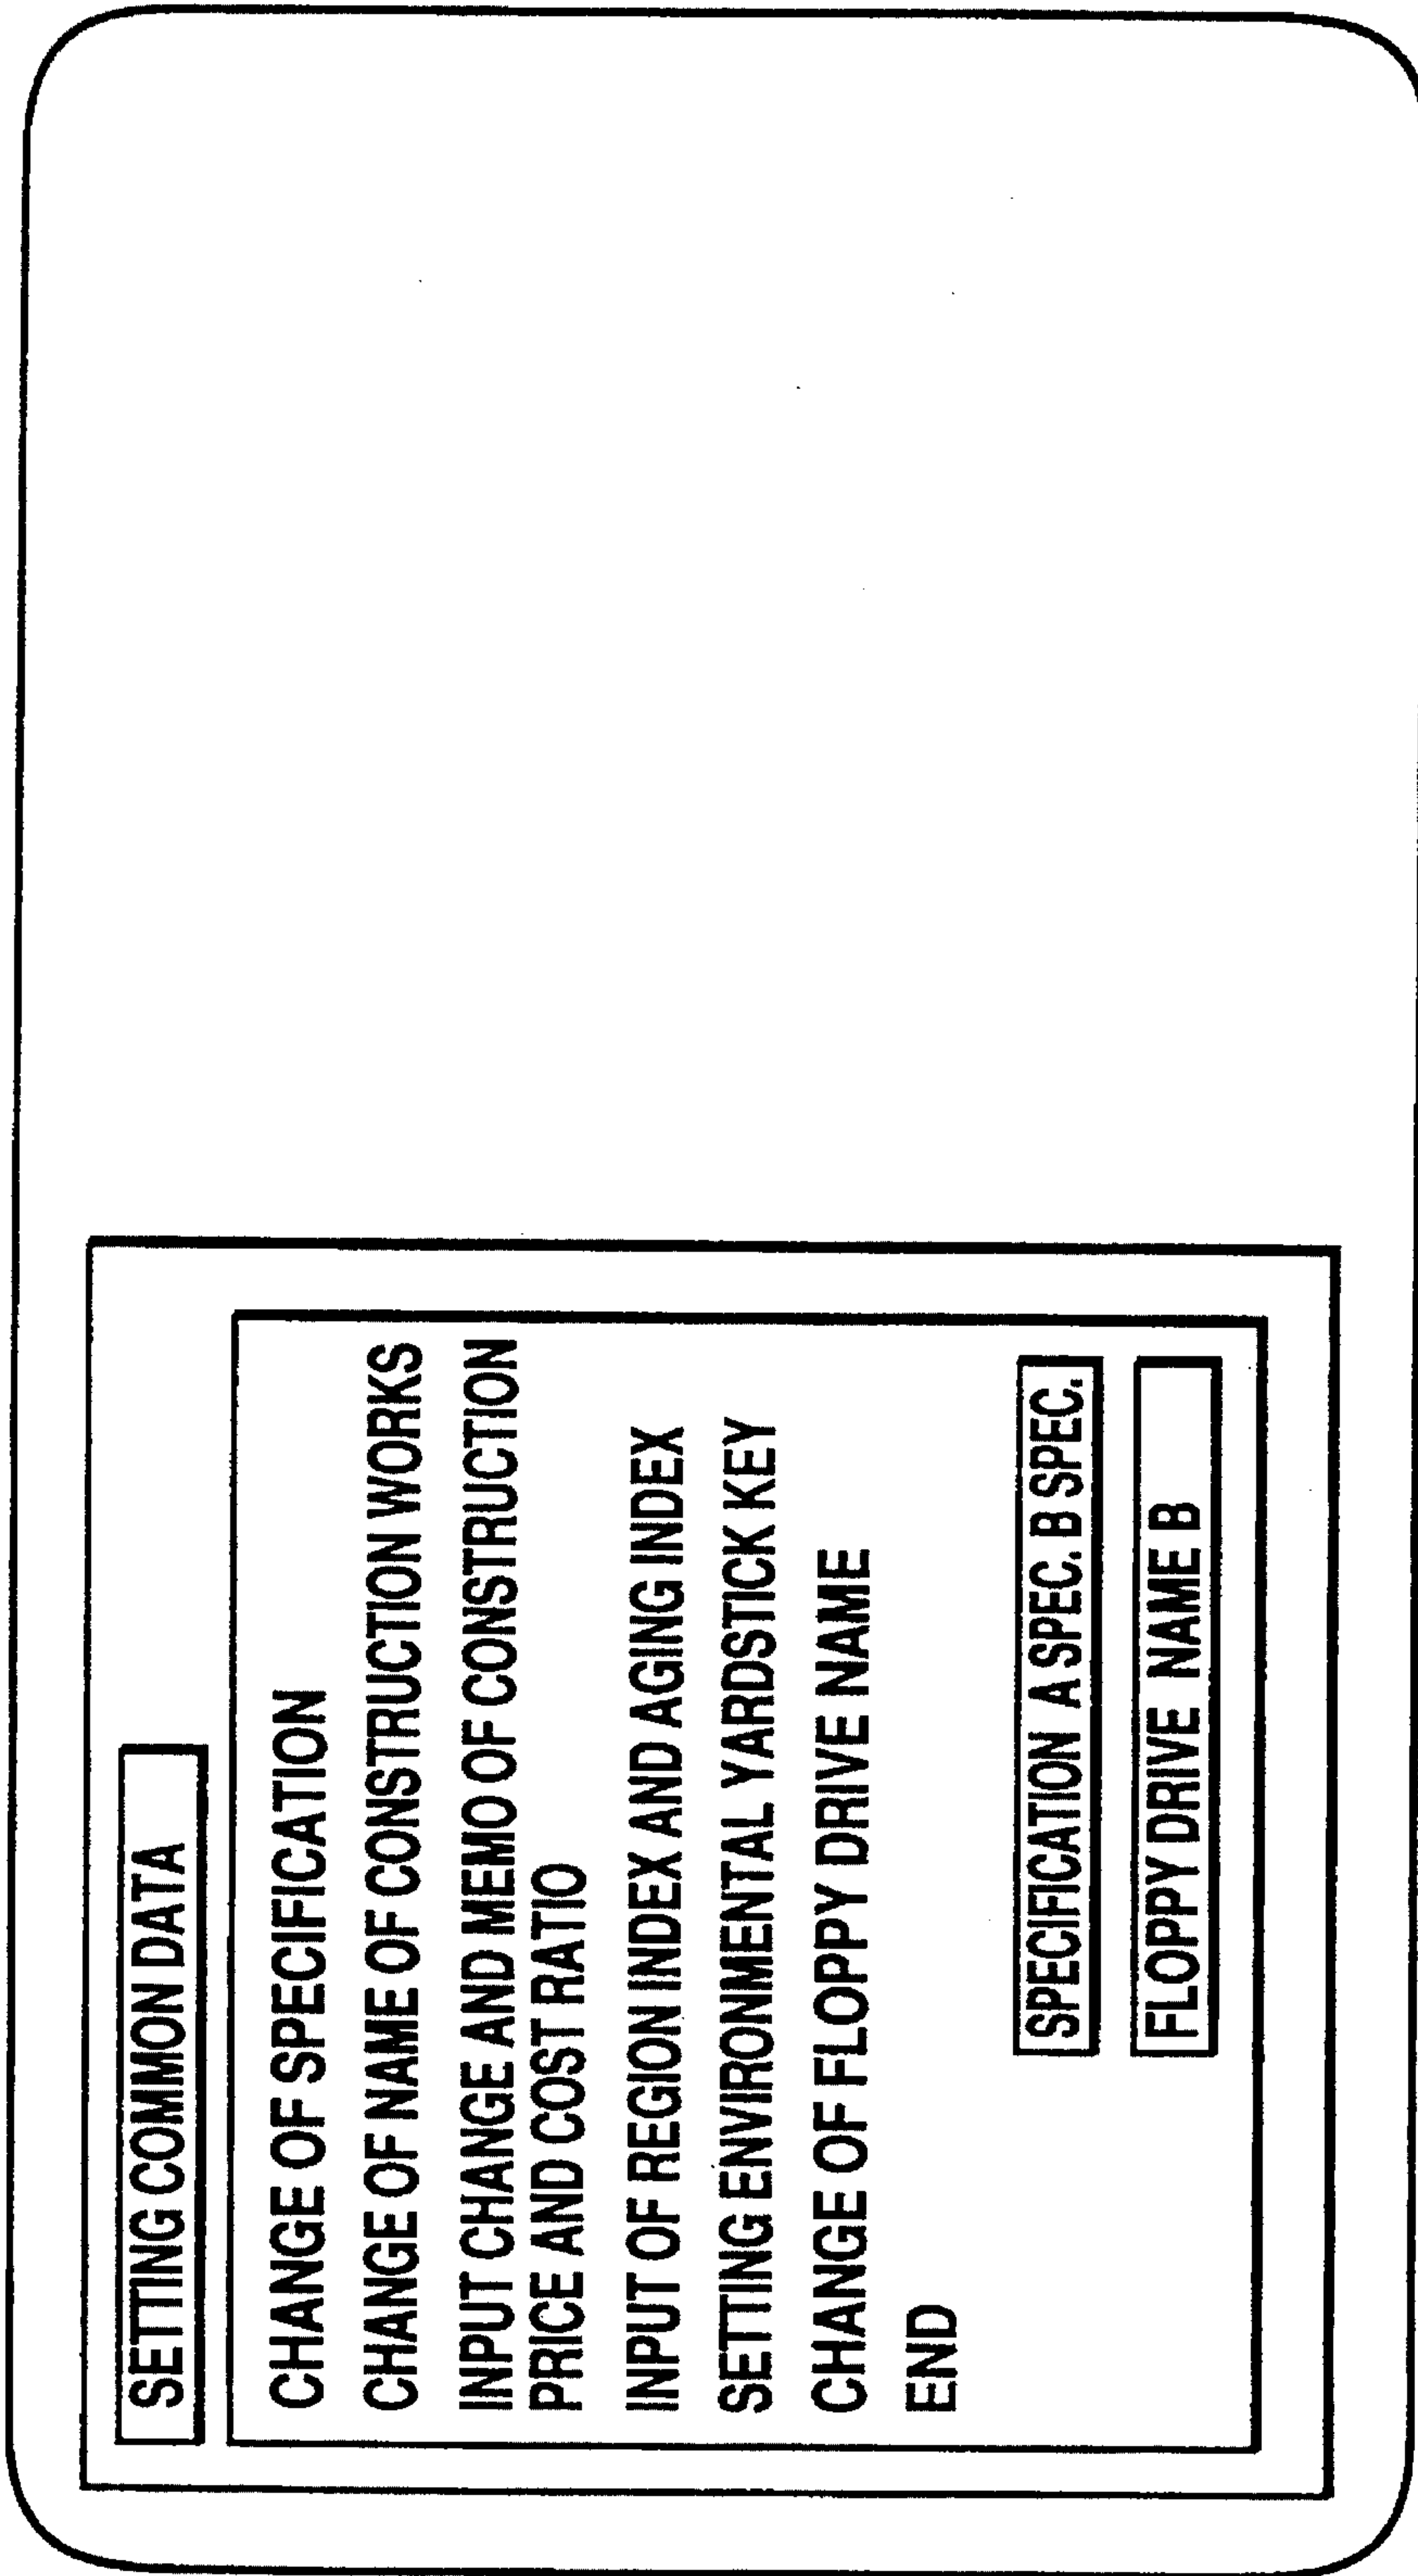 SETTING COMMON DATA
CHANGE OF SPECIFICATION
CHANGE OF NAME OF CONSTRUCTION WORKS
INPUT CHANGE AND MEMO OF CONSTRUCTION
PRICE AND COST RATIO
INPUT OF REGION INDEX AND AGING INDEX
SETTING ENVIRONMENTAL YARDSTICK KEY
CHANGE OF FLOPPY DRIVE NAME
END
SPECIFICATION A SPEC. B SPEC.
FLOPPY DRIVE NAME B